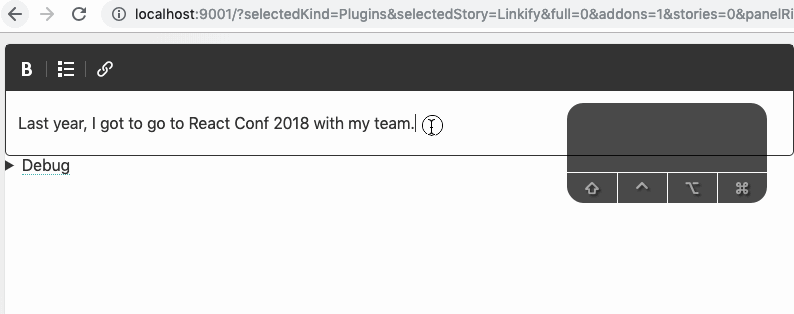 localhost:9001/?selectedKind=Plugins&selectedStory=Linkify&full=0&addons=1&stories=0&panelRi
B
Last year, I got to go to React Conf 2018 with my team.
Debug